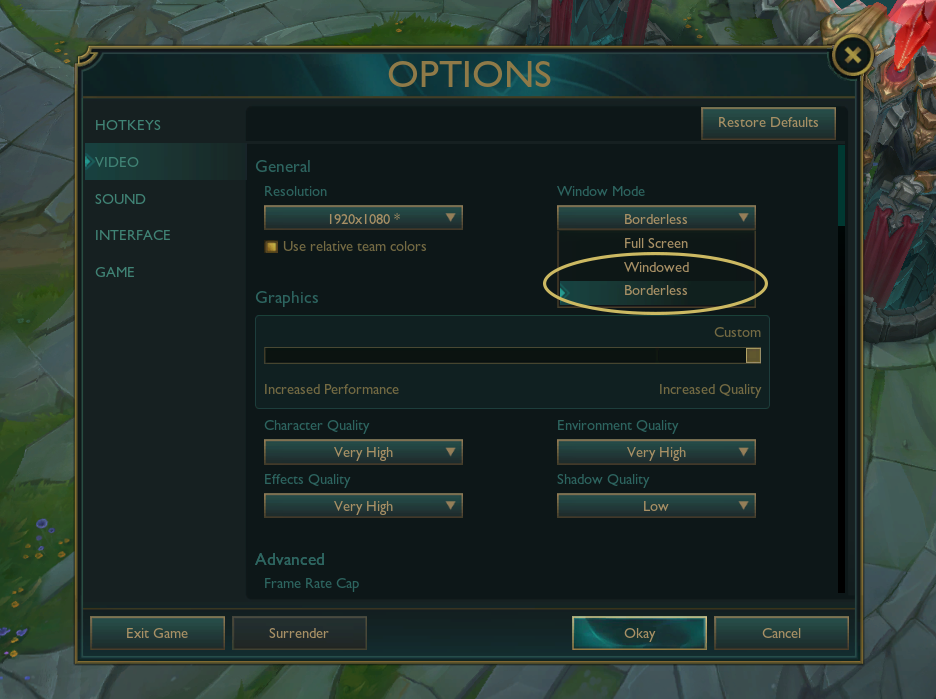 OPTIONS
Restore Defaults
HOTKEYS
VIDEO
SOUND
INTERFACE
GAME
General
Resolution
1920x1080 *
Use relative team colors
Window Mode
Borderless
Full Screen
Windowed
Borderless
Graphics
Custom
Increased Performance
Increased Quality
Character Quality
Very High
Environment Quality
Very High
Effects Quality
Very High
Shadow Quality
Low
Advanced
Frame Rate Cap
Exit Game
Surrender
Okay
Cancel